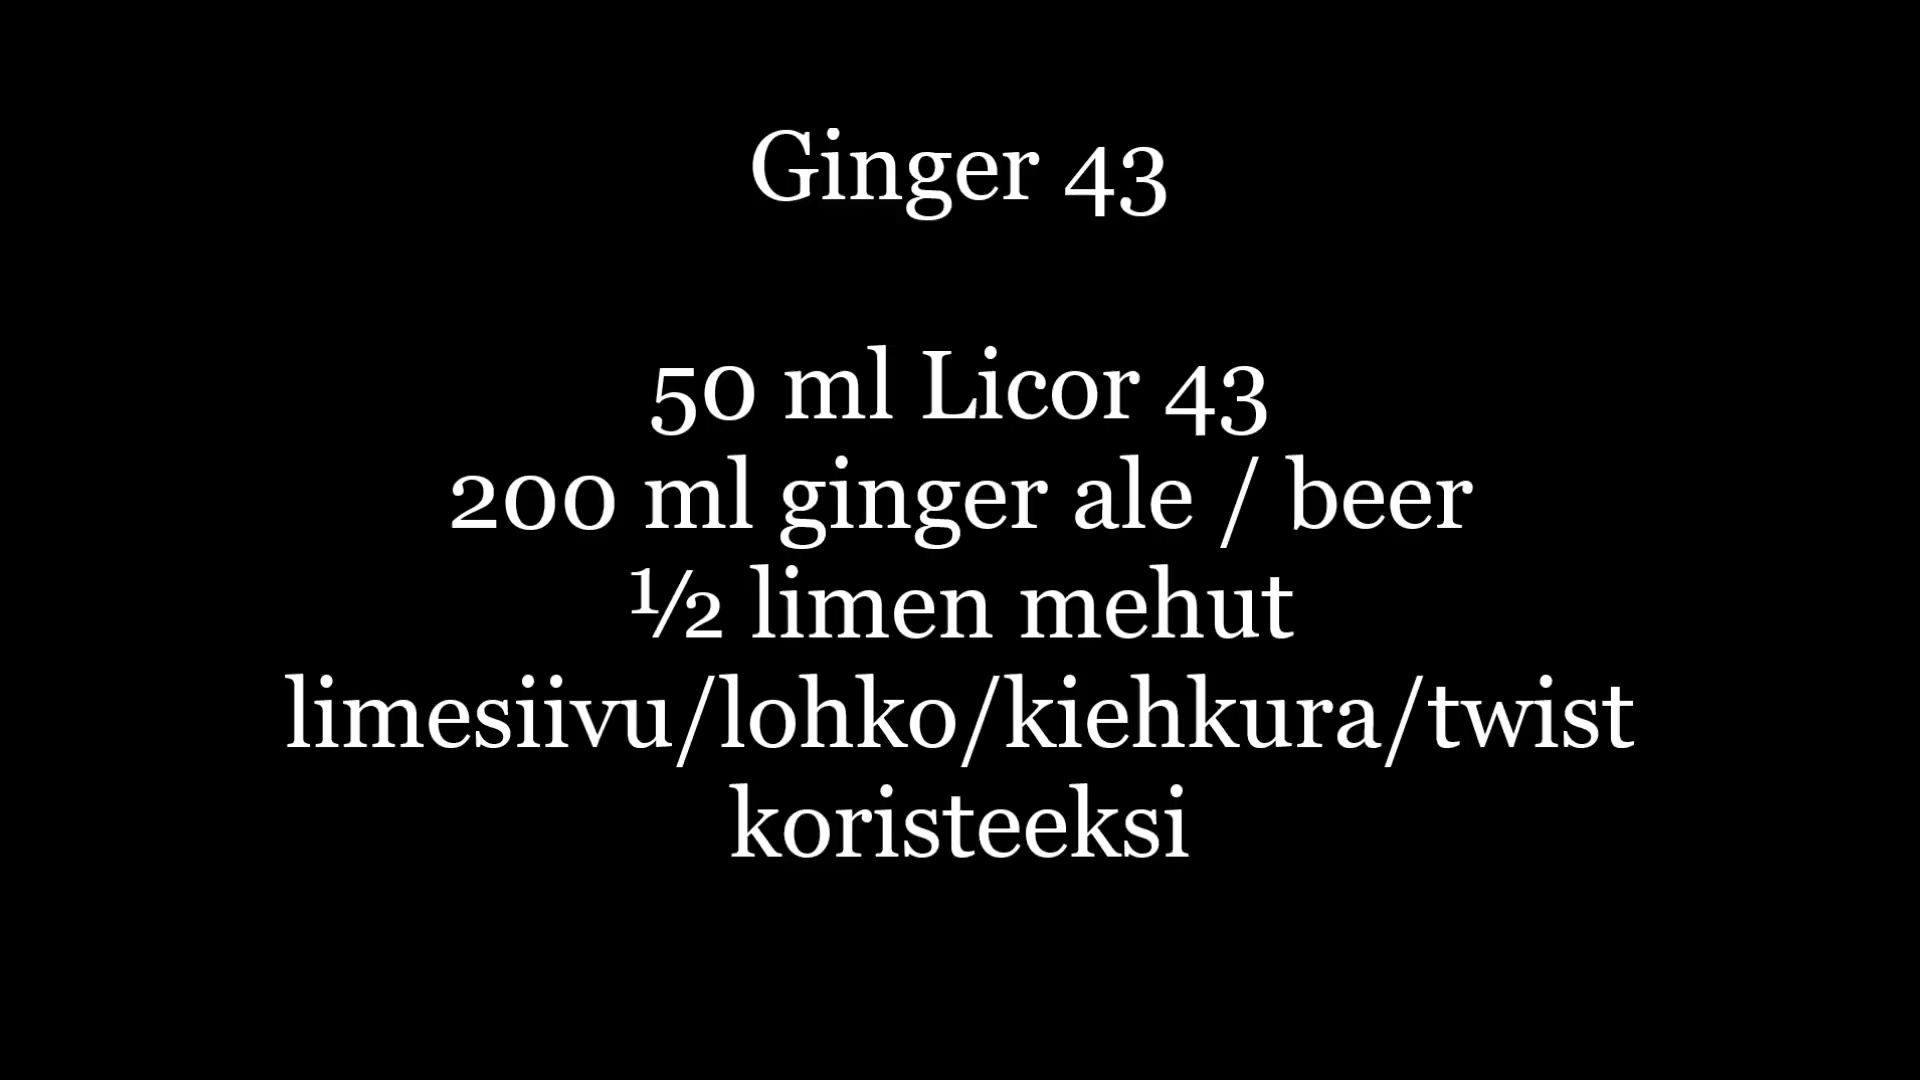 Ginger 43
50 ml Licor 43
200 ml ginger ale / beer
½ limen mehut
limesiivu/lohko/kiehkura/twist
koristeeksi